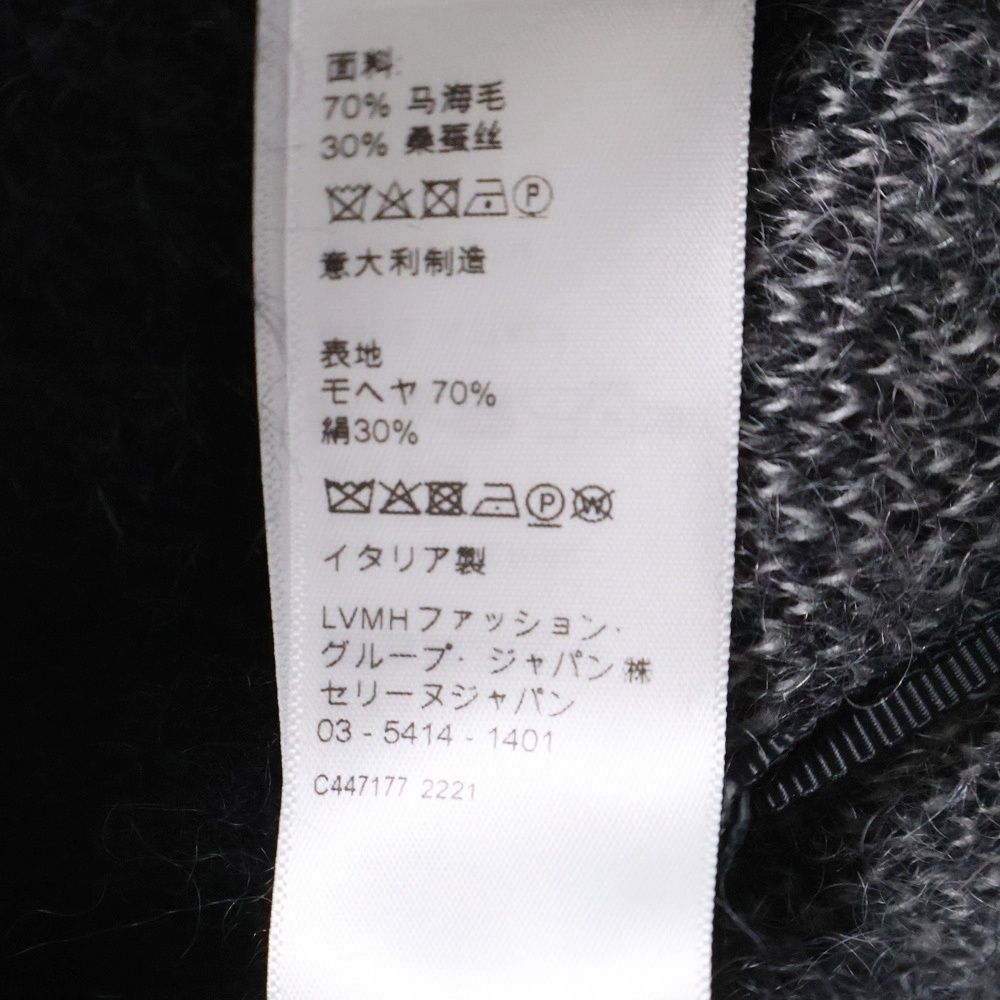 面料:
70% 马海毛
30% 桑蚕丝
P
意大利制造
表地
モヘヤ 70%
絹30%
P W
イタリア製
LVMHファッション・
グループ・ジャパン株
セリーヌジャパン
03 - 5414 - 1401
C447177 2221